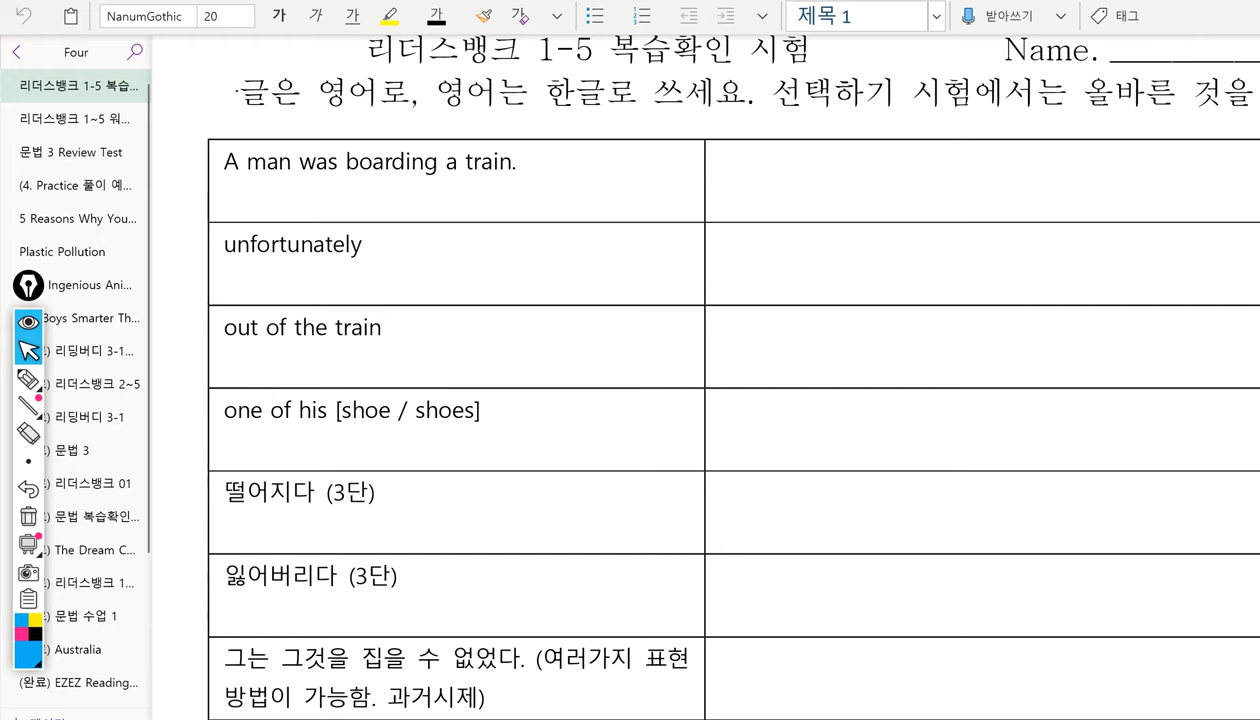 NanumGothic 20 가 가 가 가 가 제목 1 받아쓰기 태그
Four
리더스뱅크 1-5 복습...
리더스뱅크 1~5 워...
문법 3 Review Test
(4. Practice 풀이 예...
5 Reasons Why You...
Plastic Pollution
Ingenious Ani...
Boys Smarter Th...
) 리딩버디 3-1...
) 리더스뱅크 2~5
) 리딩버디 3-1
) 문법 3
) 리더스뱅크 01
) 문법 복습확인...
) The Dream C...
) 리더스뱅크 1...
) 문법 수업 1
) Australia
(완료) EZEZ Reading...
리더스뱅크 1-5 복습확인 시험 Name.
글은 영어로, 영어는 한글로 쓰세요. 선택하기 시험에서는 올바른 것을
A man was boarding a train.
unfortunately
out of the train
one of his [shoe / shoes]
떨어지다 (3단)
잃어버리다 (3단)
그는 그것을 집을 수 없었다. (여러가지 표현
방법이 가능함. 과거시제)